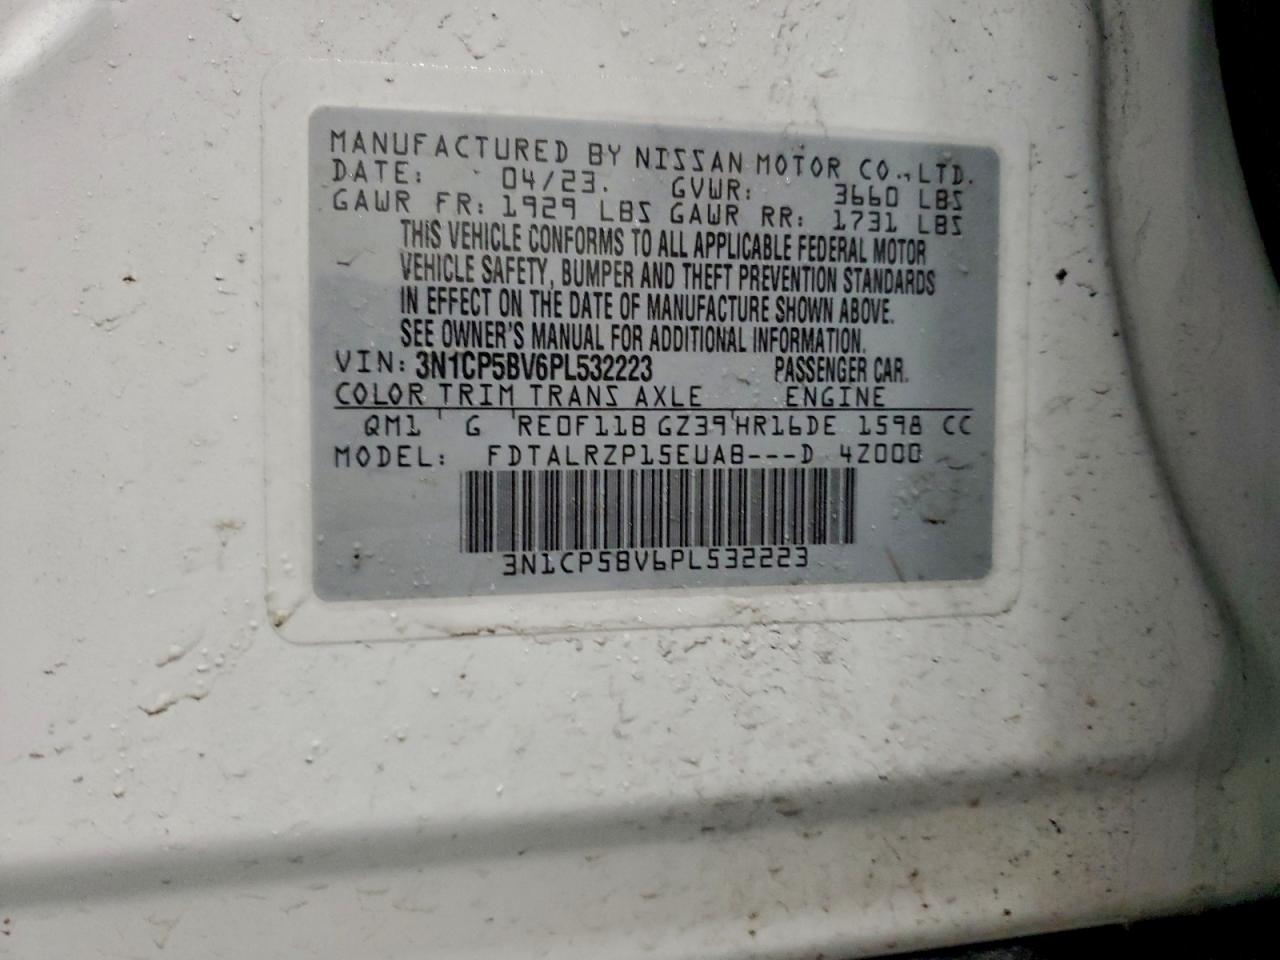 MANUFACTURED BY NISSAN MOTOR CO., LTD.
DATE: 04/23. GVWR: 3660 LBS
GAWR FR: 1929 LBS GAWR RR: 1731 LBS
THIS VEHICLE CONFORMS TO ALL APPLICABLE FEDERAL MOTOR
VEHICLE SAFETY, BUMPER AND THEFT PREVENTION STANDARDS
IN EFFECT ON THE DATE OF MANUFACTURE SHOWN ABOVE.
SEE OWNER'S MANUAL FOR ADDITIONAL INFORMATION.
VIN: 3N1CP5BV6PL532223 PASSENGER CAR.
COLOR TRIM TRANS AXLE ENGINE
QM1 G RE0F11B GZ39 HR16DE 1598 CC
MODEL: FDTALRZP15EUAB---D 4Z000
3N1CP5BV6PL532223